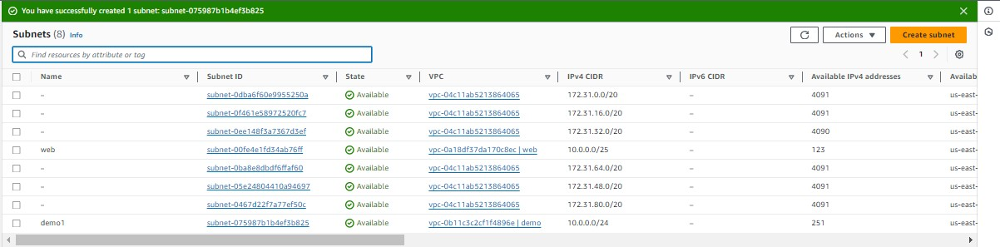 You have successfully created 1 subnet: subnet-075987b1b4ef3b825
Subnets (8) Info
Actions
Create subnet
Find resources by attribute or tag
1
Name Subnet ID State VPC IPv4 CIDR IPv6 CIDR Available IPv4 addresses Availab
– subnet-0dba6f60e9955250a Available vpc-04c11ab5213864065 172.31.0.0/20 – 4091 us-east-
– subnet-0f461e58972520fc7 Available vpc-04c11ab5213864065 172.31.16.0/20 – 4091 us-east-
– subnet-0ee148f3a7367d3ef Available vpc-04c11ab5213864065 172.31.32.0/20 – 4090 us-east-
web subnet-00fe4e1fd34ab76ff Available vpc-0a18df37da170c8ec | web 10.0.0.0/25 – 123 us-east-
– subnet-0ba8e8dbdf6ffaf60 Available vpc-04c11ab5213864065 172.31.64.0/20 – 4091 us-east-
– subnet-05e24804410a94697 Available vpc-04c11ab5213864065 172.31.48.0/20 – 4091 us-east-
– subnet-0467d22f7a77ef50c Available vpc-04c11ab5213864065 172.31.80.0/20 – 4091 us-east-
demo1 subnet-075987b1b4ef3b825 Available vpc-0b11c3c2cf1f4896e | demo 10.0.0.0/24 – 251 us-east-